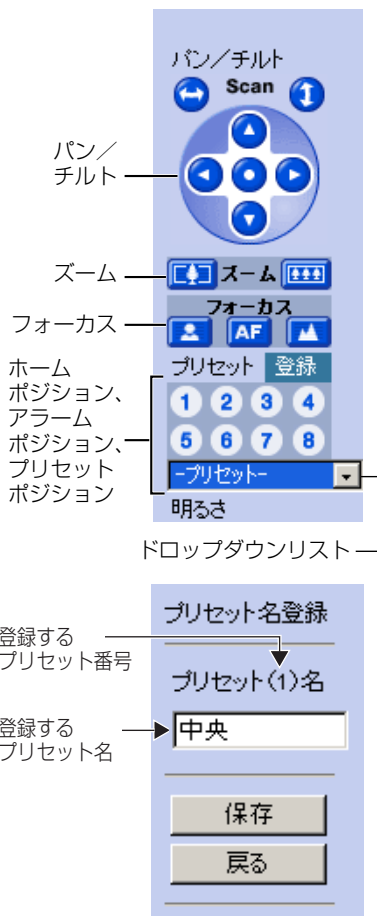 パン／チルト
Scan
パン／
チルト
ズーム
ズーム
フォーカス
フォーカス
AF
ホーム
ポジション、
アラーム
ポジション、
プリセット
ポジション
プリセット 登録
1 2 3 4
5 6 7 8
-プリセット-
明るさ
ドロップダウンリスト
プリセット名登録
登録する
プリセット番号
プリセット(1)名
登録する
プリセット名
中央
保存
戻る